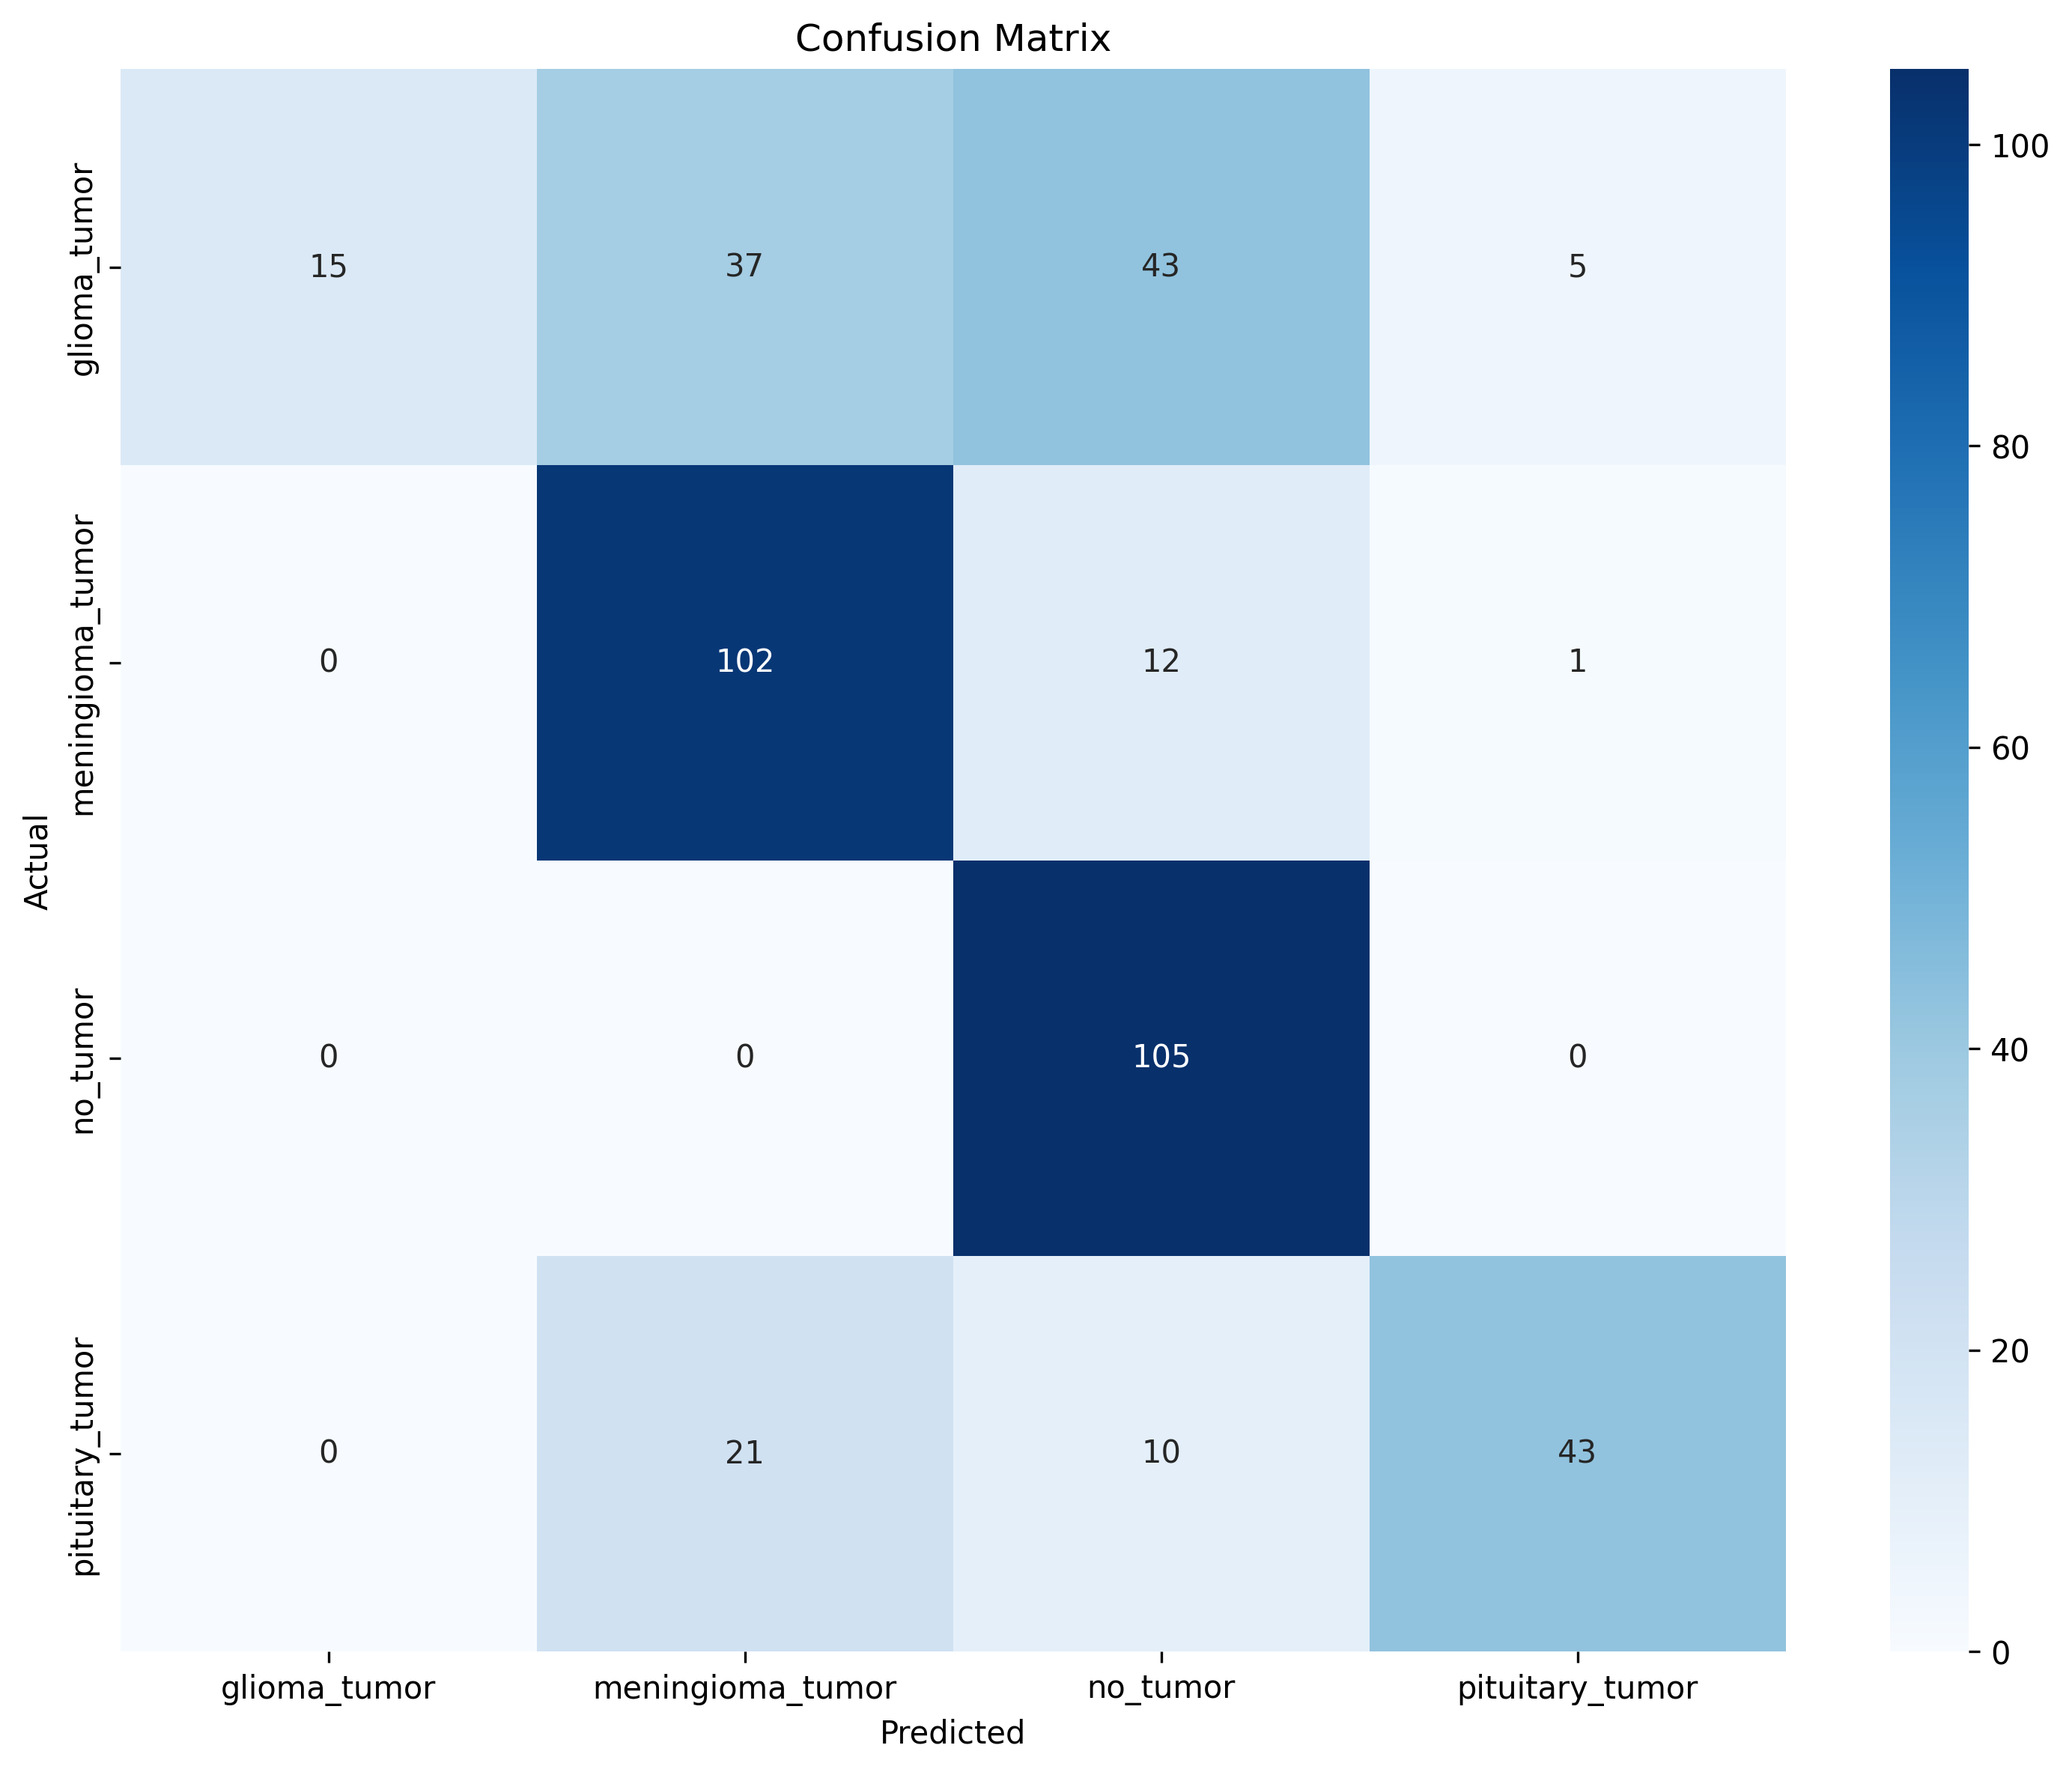 Confusion Matrix
Actual
glioma_tumor
15 37 43 5
meningioma_tumor
0 102 12 1
no_tumor
0 0 105 0
pituitary_tumor
0 21 10 43
glioma_tumor meningioma_tumor no_tumor pituitary_tumor
Predicted
100
80
60
40
20
0